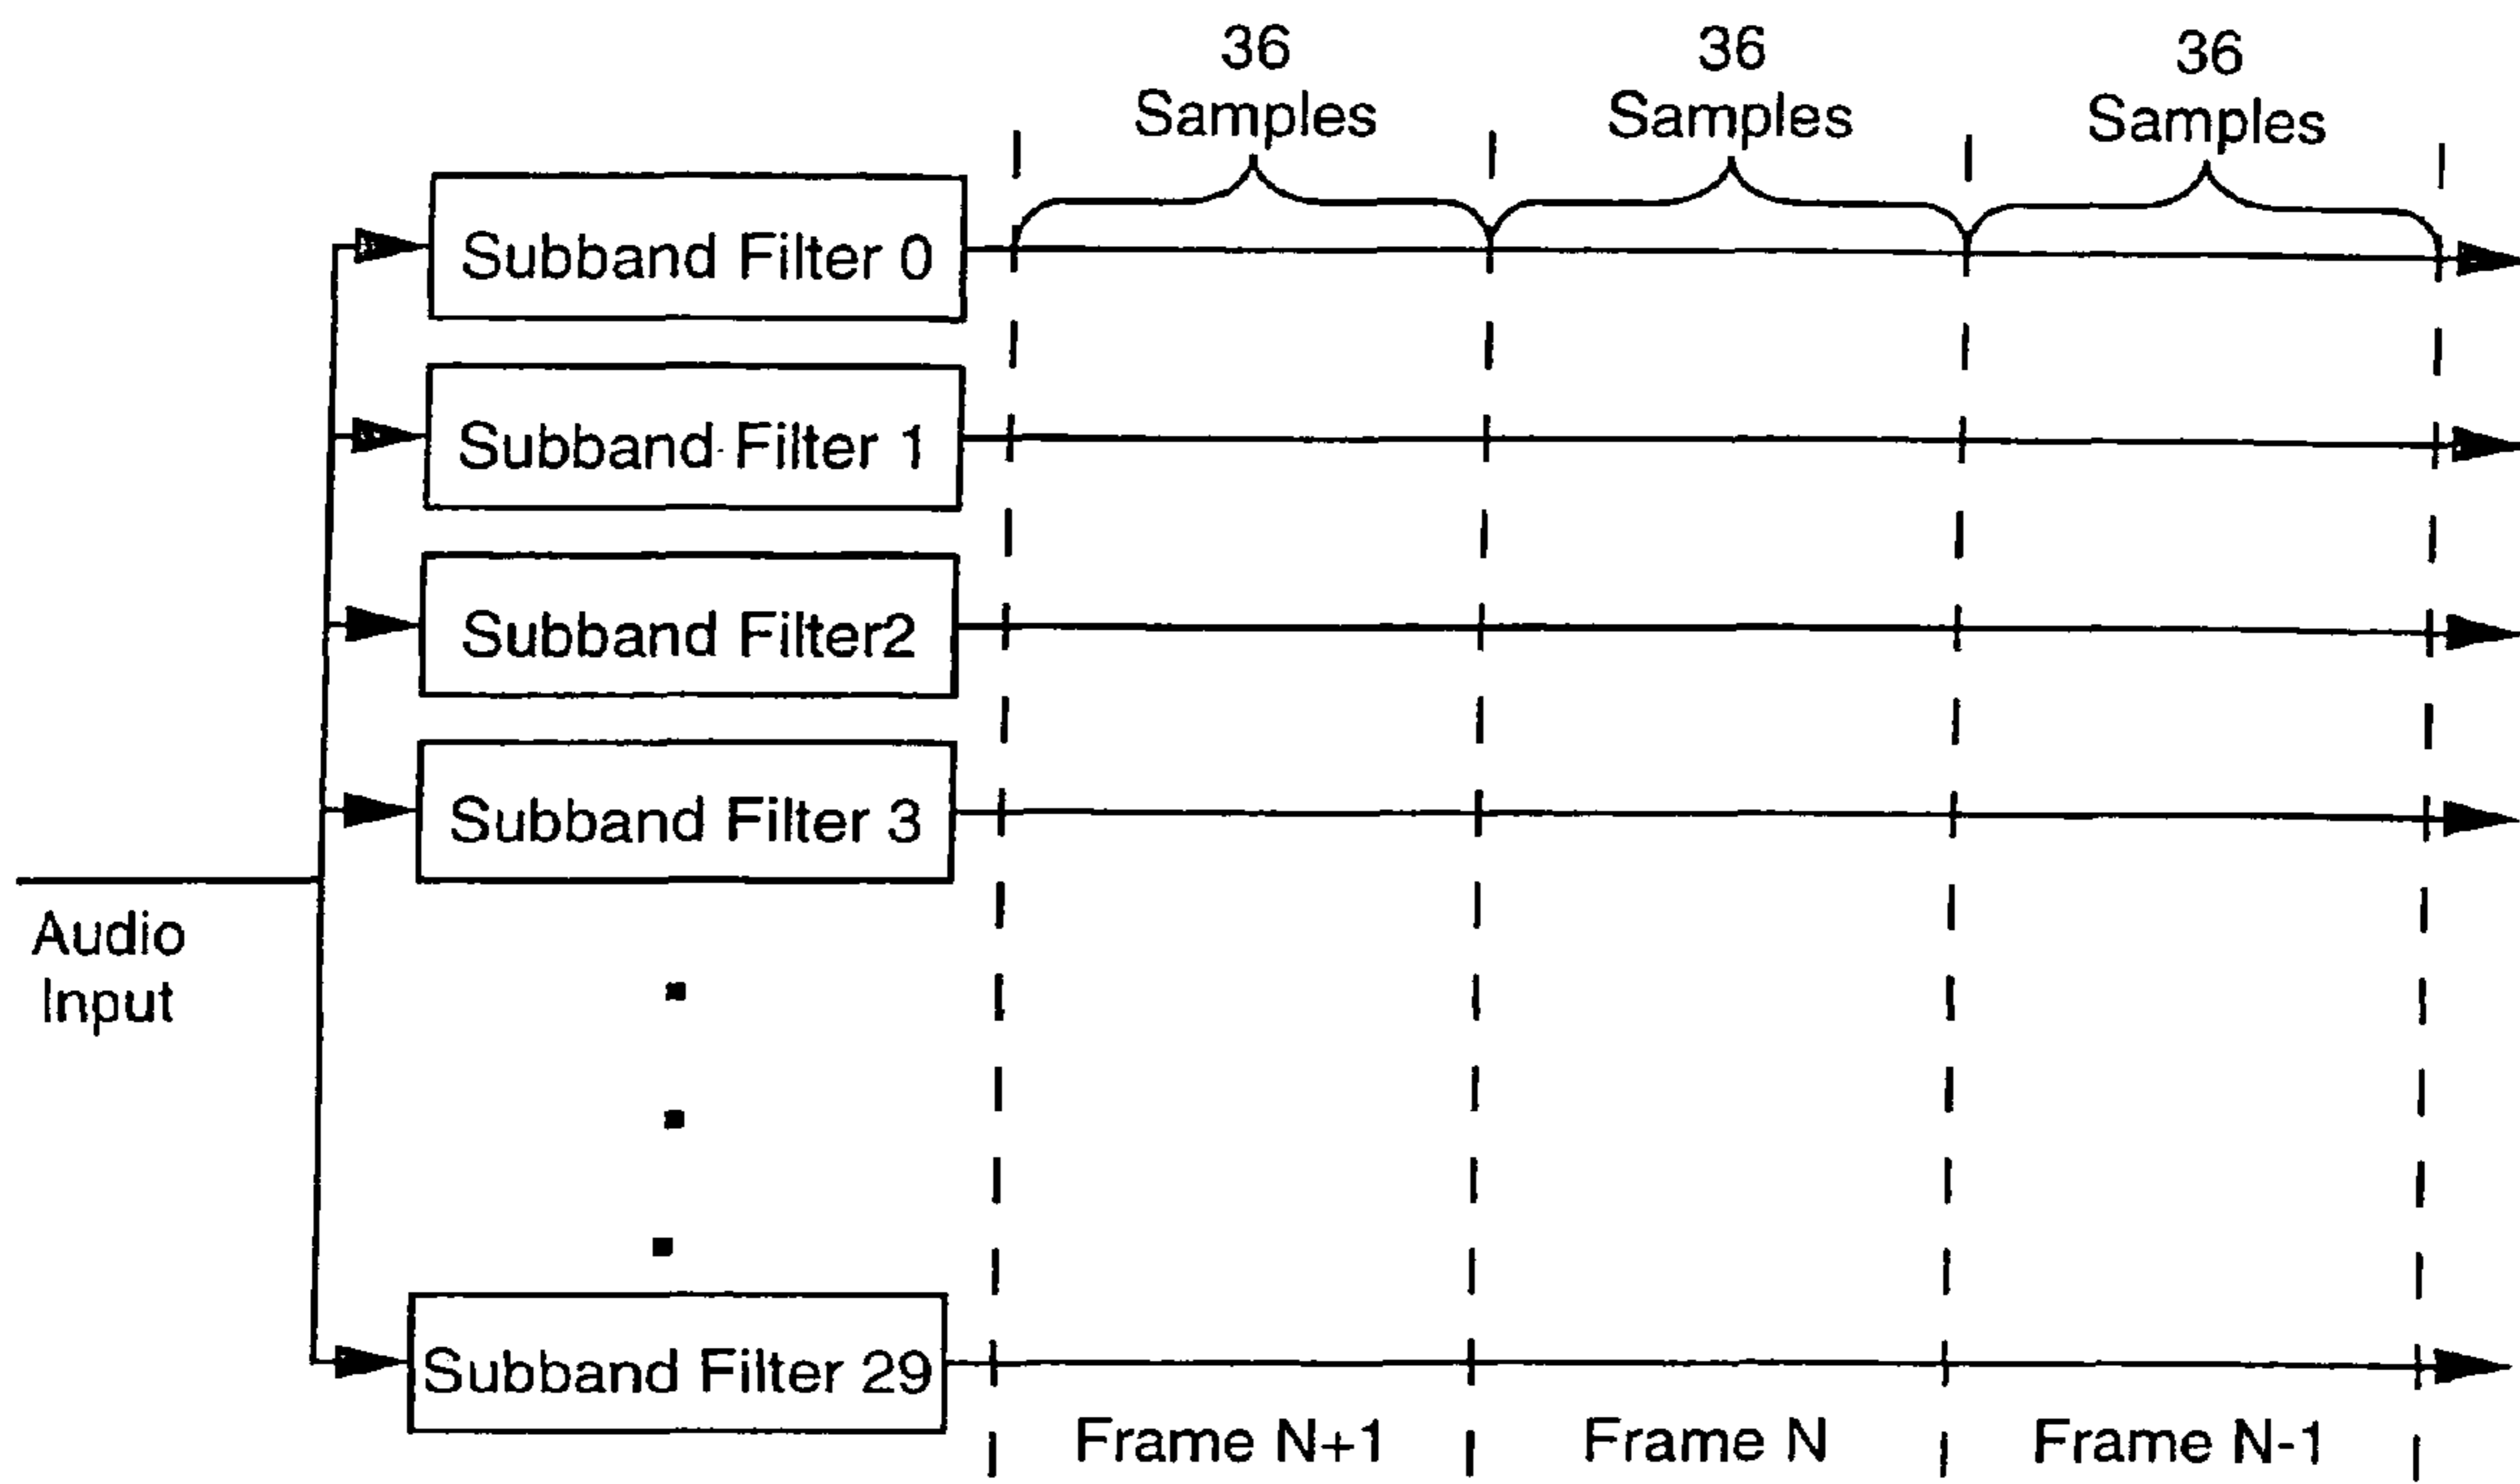 36
Samples
36
Samples
36
Samples
Subband Filter 0
Subband Filter 1
Subband Filter2
Subband Filter 3
Audio
Input
Subband Filter 29
Frame N+1
Frame N
Frame N-1